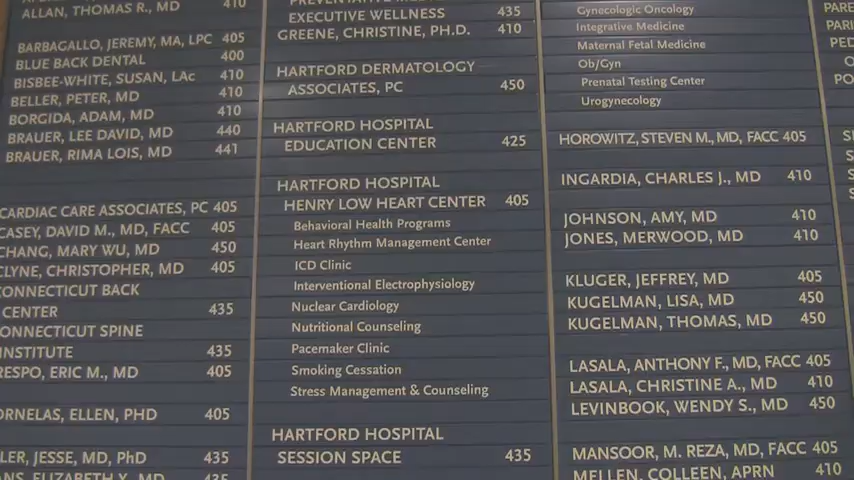 ALLAN, THOMAS R., MD 410
BARBAGALLO, JEREMY, MA, LPC 405
BLUE BACK DENTAL 400
BISBEE-WHITE, SUSAN, LAc 410
BELLER, PETER, MD 410
BORGIDA, ADAM, MD 410
BRAUER, LEE DAVID, MD 440
BRAUER, RIMA LOIS, MD 441
CARDIAC CARE ASSOCIATES, PC 405
CASEY, DAVID M., MD, FACC 405
CHANG, MARY WU, MD 450
CLYNE, CHRISTOPHER, MD 405
CONNECTICUT BACK
CENTER 435
CONNECTICUT SPINE
INSTITUTE 435
RESPO, ERIC M., MD 405
ORNELAS, ELLEN, PHD 405
LER, JESSE, MD, PhD 435
ANS, ELIZABETH Y., MD 435
EXECUTIVE WELLNESS 435
GREENE, CHRISTINE, PH.D. 410
HARTFORD DERMATOLOGY
ASSOCIATES, PC 450
HARTFORD HOSPITAL
EDUCATION CENTER 425
HARTFORD HOSPITAL
HENRY LOW HEART CENTER 405
Behavioral Health Programs
Heart Rhythm Management Center
ICD Clinic
Interventional Electrophysiology
Nuclear Cardiology
Nutritional Counseling
Pacemaker Clinic
Smoking Cessation
Stress Management & Counseling
HARTFORD HOSPITAL
SESSION SPACE 435
Gynecologic Oncology
Integrative Medicine
Maternal Fetal Medicine
Ob/Gyn
Prenatal Testing Center
Urogynecology
HOROWITZ, STEVEN M., MD, FACC 405
INGARDIA, CHARLES J., MD 410
JOHNSON, AMY, MD 410
JONES, MERWOOD, MD 410
KLUGER, JEFFREY, MD 405
KUGELMAN, LISA, MD 450
KUGELMAN, THOMAS, MD 450
LASALA, ANTHONY F., MD, FACC 405
LASALA, CHRISTINE A., MD 410
LEVINBOOK, WENDY S., MD 450
MANSOOR, M. REZA, MD, FACC 405
MELLEN, COLLEEN, APRN 410